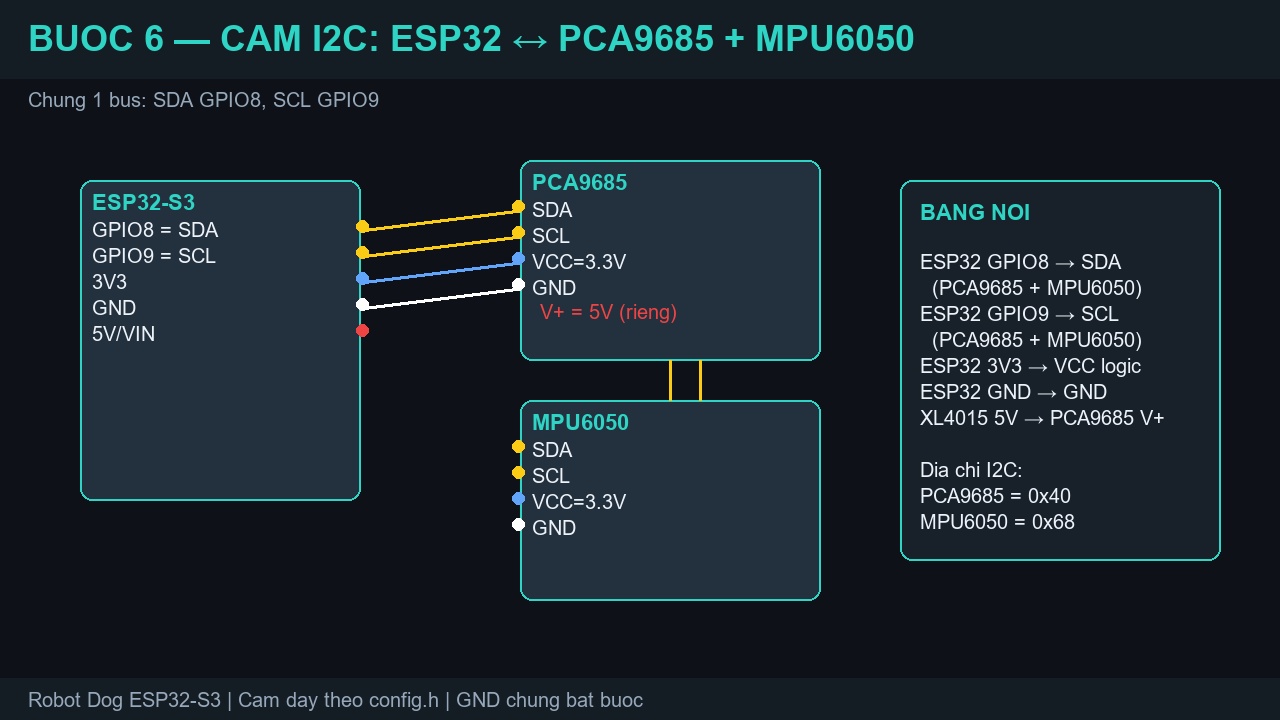 BUOC 6 — CAM I2C: ESP32 ↔ PCA9685 + MPU6050
Chung 1 bus: SDA GPIO8, SCL GPIO9
ESP32-S3
GPIO8 = SDA
GPIO9 = SCL
3V3
GND
5V/VIN
PCA9685
SDA
SCL
VCC=3.3V
GND
V+ = 5V (rieng)
MPU6050
SDA
SCL
VCC=3.3V
GND
BANG NOI
ESP32 GPIO8 → SDA
(PCA9685 + MPU6050)
ESP32 GPIO9 → SCL
(PCA9685 + MPU6050)
ESP32 3V3 → VCC logic
ESP32 GND → GND
XL4015 5V → PCA9685 V+
Dia chi I2C:
PCA9685 = 0x40
MPU6050 = 0x68
Robot Dog ESP32-S3 | Cam day theo config.h | GND chung bat buoc